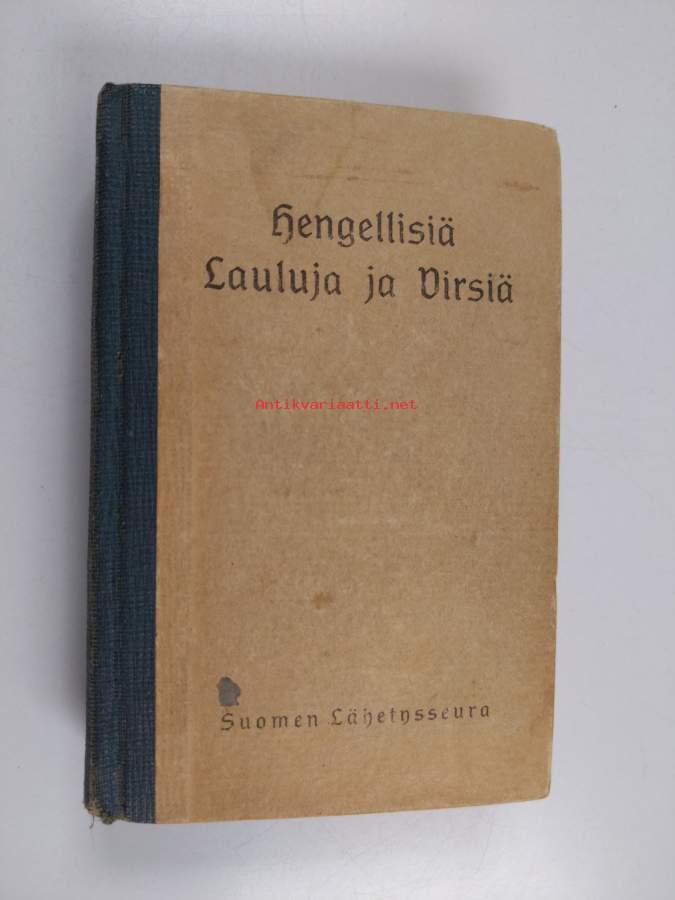 Hengellisiä
Lauluja ja Virsiä
Antikvariaatti.net
Suomen Lähetysseura